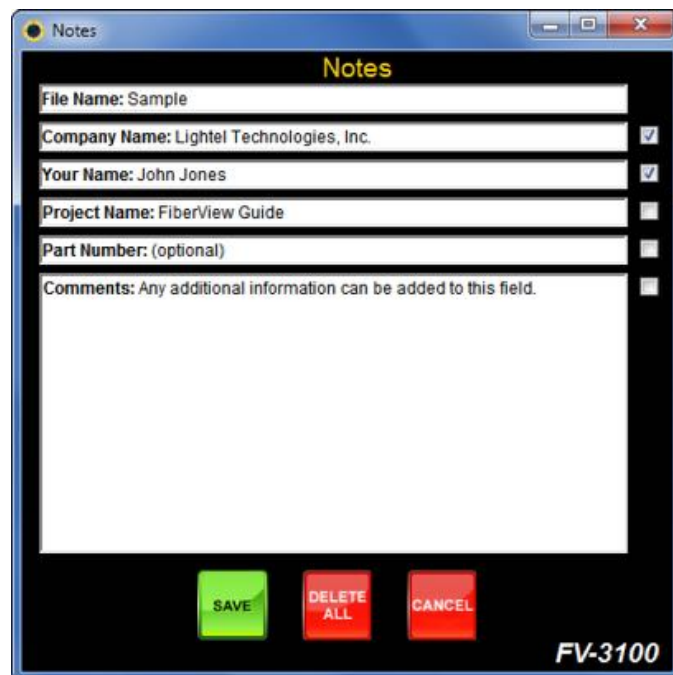 Notes
Notes
File Name: Sample
Company Name: Lightel Technologies, Inc.
Your Name: John Jones
Project Name: FiberView Guide
Part Number: (optional)
Comments: Any additional information can be added to this field.
SAVE
DELETE
ALL
CANCEL
FV-3100